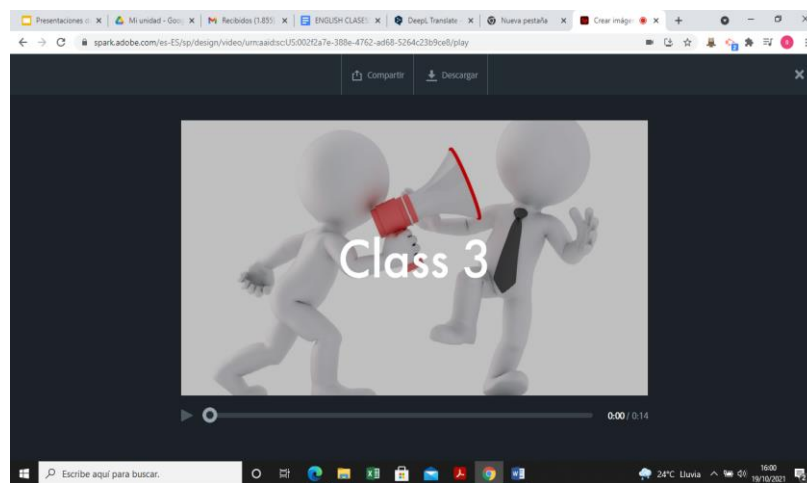 Presentaciones d
Mi unidad - Goo
Recibidos (1.855)
ENGLISH CLASES
DeepL Translate
Nueva pestaña
Crear imáge
spark.adobe.com/es-ES/sp/design/video/urn:aaid:sc:US:002f2a7e-388e-4762-ad68-5264c23b9ce8/play
Compartir
Descargar
Class 3
0:00 / 0:14
Escribe aquí para buscar.
24°C Lluvia
16:00
19/10/2021